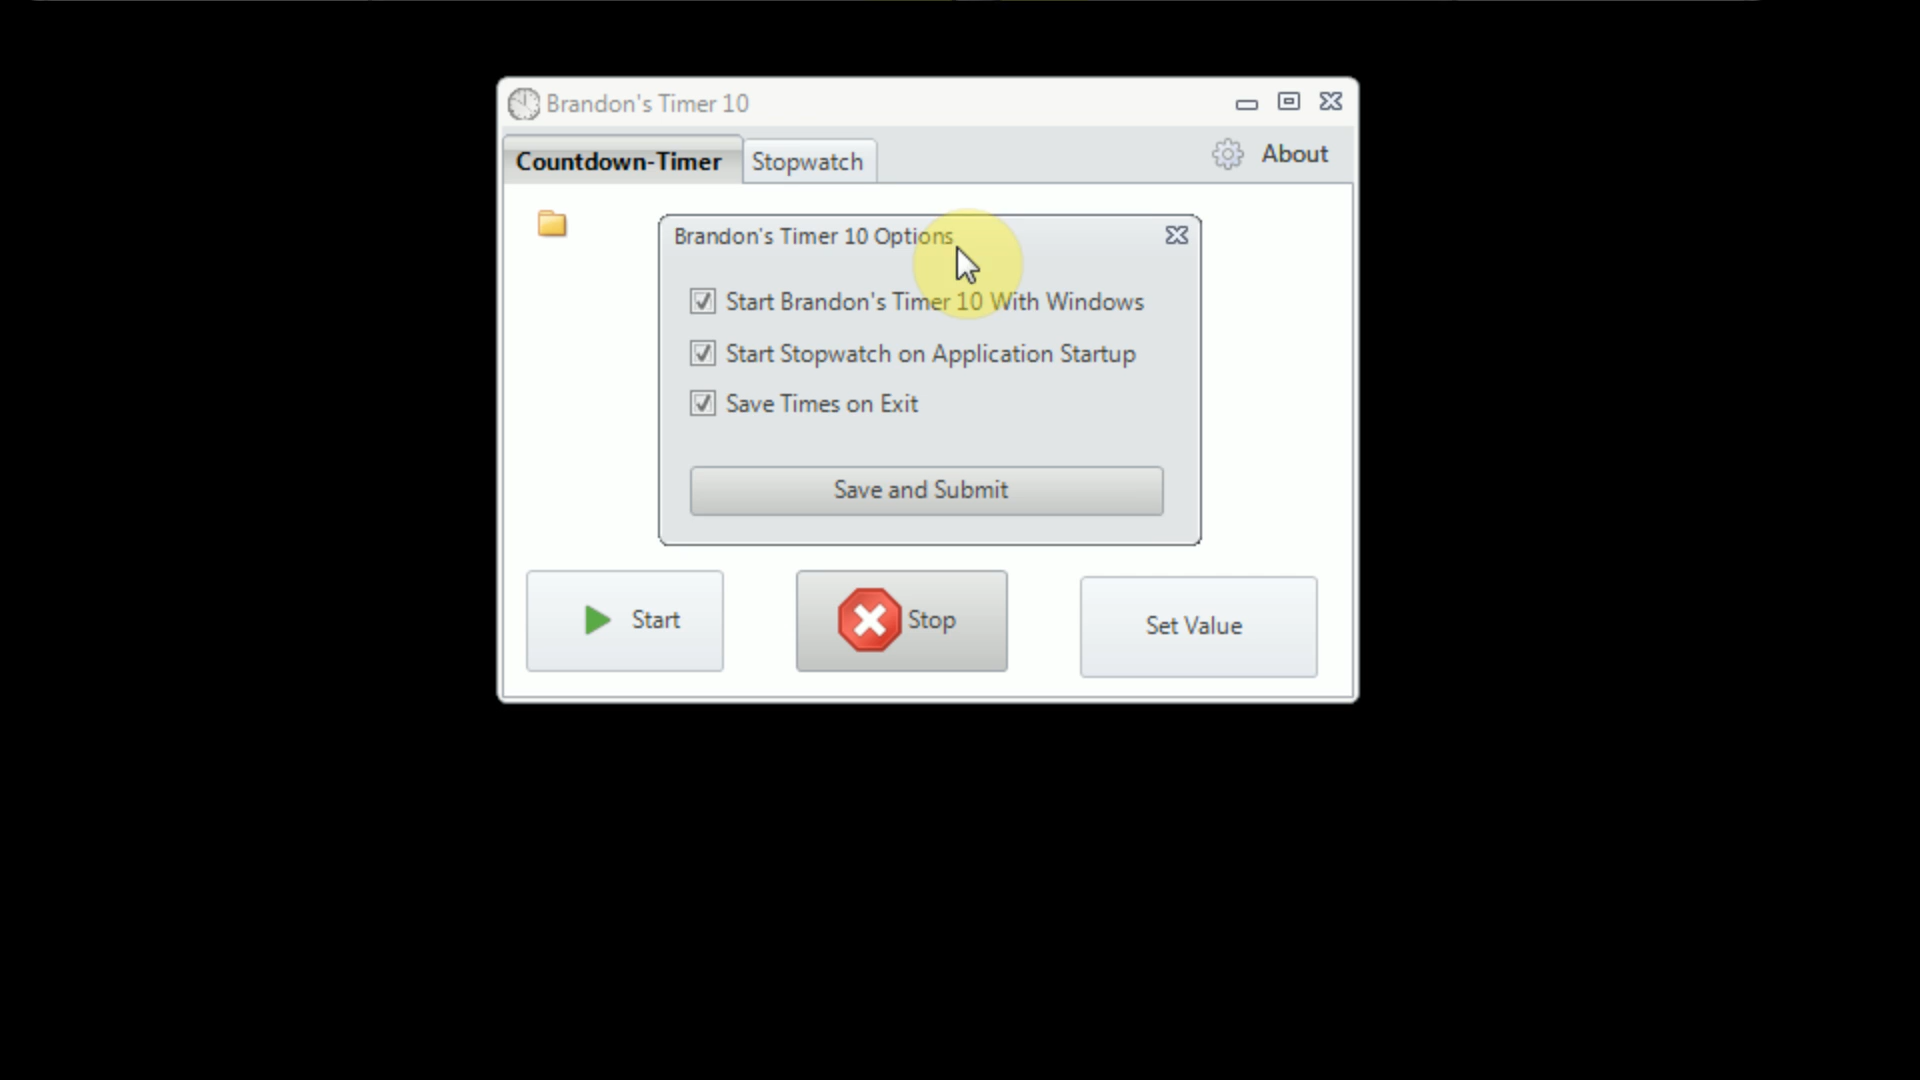 Brandon's Timer 10
Countdown-Timer
Stopwatch
About
Brandon's Timer 10 Options
Start Brandon's Timer 10 With Windows
Start Stopwatch on Application Startup
Save Times on Exit
Save and Submit
Start
Stop
Set Value